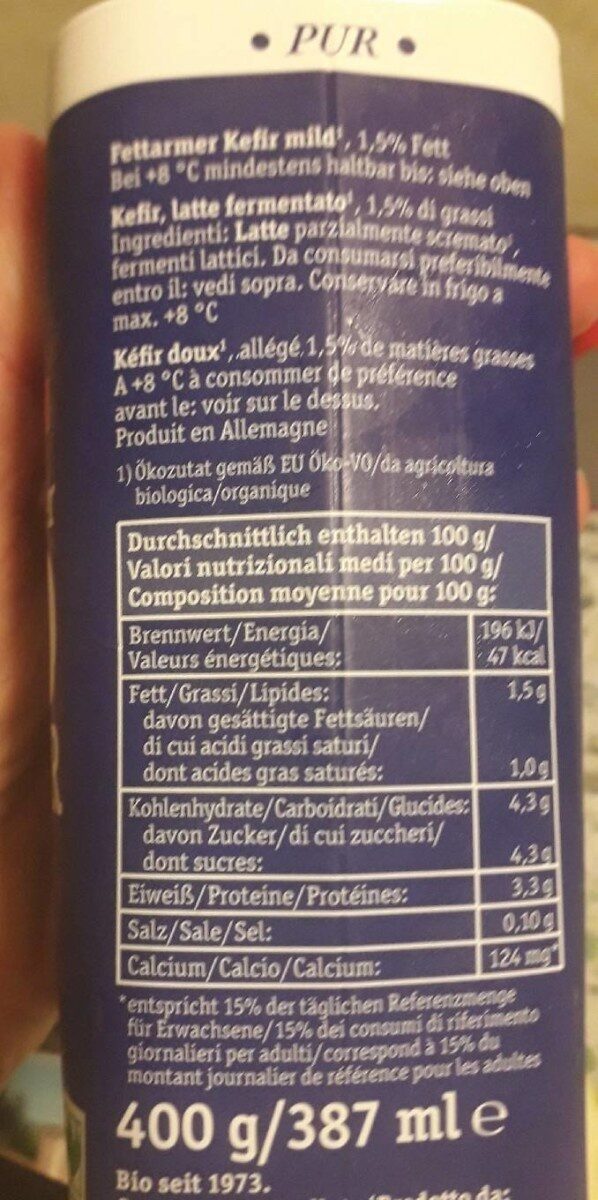 • PUR •
Fettarmer Kefir mild¹, 1,5% Fett
Bei +8 °C mindestens haltbar bis: siehe oben
Kefir, latte fermentato¹, 1,5% di grassi
Ingredienti: Latte parzialmente scremato¹,
fermenti lattici. Da consumarsi preferibilmente
entro il: vedi sopra. Conservare in frigo a
max. +8 °C
Kéfir doux¹, allégé 1,5% de matières grasses
A +8 °C à consommer de préférence
avant le: voir sur le dessus.
Produit en Allemagne
1) Ökozutat gemäß EU Öko-VO/da agricoltura
biologica/organique
Durchschnittlich enthalten 100 g/
Valori nutrizionali medi per 100 g/
Composition moyenne pour 100 g:
Brennwert/Energia/ 196 kJ/
Valeurs énergétiques: 47 kcal
Fett/Grassi/Lipides: 1,5 g
davon gesättigte Fettsäuren/
di cui acidi grassi saturi/
dont acides gras saturés: 1,0 g
Kohlenhydrate/Carboidrati/Glucides: 4,3 g
davon Zucker/di cui zuccheri/
dont sucres: 4,3 g
Eiweiß/Proteine/Protéines: 3,3 g
Salz/Sale/Sel: 0,10 g
Calcium/Calcio/Calcium: 124 mg*
*entspricht 15% der täglichen Referenzmenge
für Erwachsene/15% dei consumi di riferimento
giornalieri per adulti/correspond à 15% du
montant journalier de référence pour les adultes
400 g/387 ml e
Bio seit 1973.